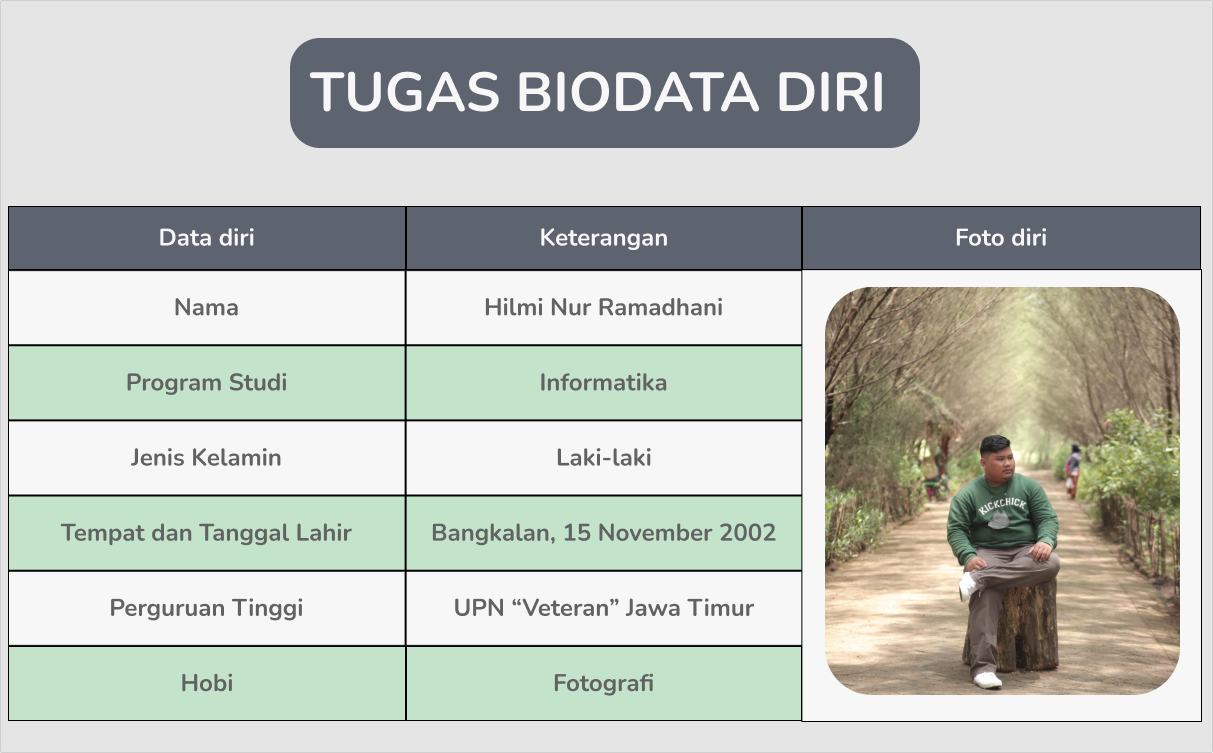 TUGAS BIODATA DIRI
Data diri Keterangan Foto diri
Nama Hilmi Nur Ramadhani
Program Studi Informatika
Jenis Kelamin Laki-laki
Tempat dan Tanggal Lahir Bangkalan, 15 November 2002
Perguruan Tinggi UPN “Veteran” Jawa Timur
Hobi Fotografi
KICKCHICK